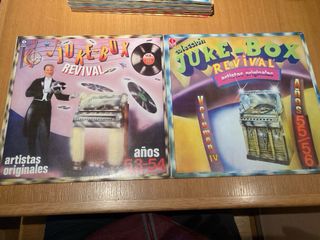 JUKE-BOX
REVIVAL
artistas
originales
años
53-54
colección
JUKE-BOX
REVIVAL
artistas originales
Volumen IV
Años
55-56